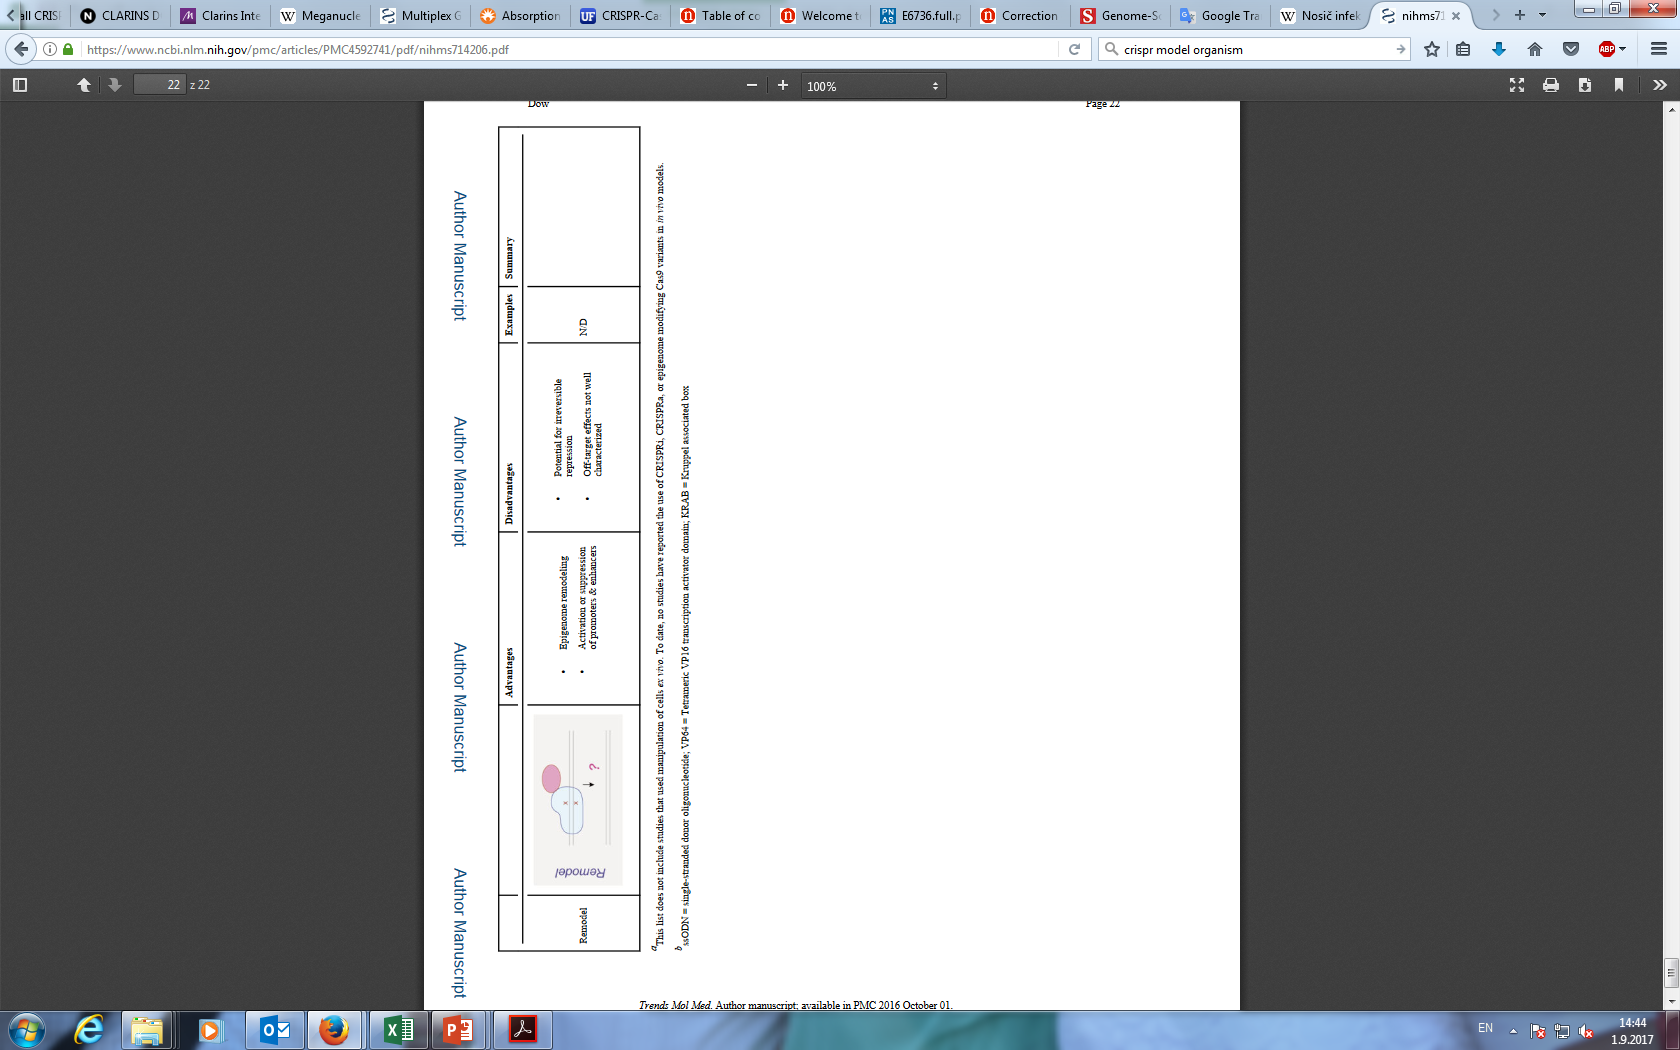 all CRISP
CLARINS D
Clarins Inte
Meganucle
Multiplex G
Absorption
CRISPR-Ca
Table of co
Welcome t
E6736.full.p
Correction
Genome-S
Google Tra
Nosič infek
nihms71
https://www.ncbi.nlm.nih.gov/pmc/articles/PMC4592741/pdf/nihms714206.pdf
crispr model organism
ABP
22 z 22
100%
Dow
Page 22
Author Manuscript
Author Manuscript
Author Manuscript
Author Manuscript
Advantages
Disadvantages
Examples
Summary
Remodel
Remodel
?
• Epigenome remodeling
• Activation or suppression
of promoters & enhancers
• Potential for irreversible
repression
• Off-target effects not well
characterized
N/D
a This list does not include studies that used manipulation of cells ex vivo. To date, no studies have reported the use of CRISPRi, CRISPRa, or epigenome modifying Cas9 variants in in vivo models.
b ssODN = single-stranded donor oligonucleotide; VP64 = Tetrameric VP16 transcription activator domain; KRAB = Kruppel associated box
Trends Mol Med. Author manuscript; available in PMC 2016 October 01.
EN
14:44
1.9.2017